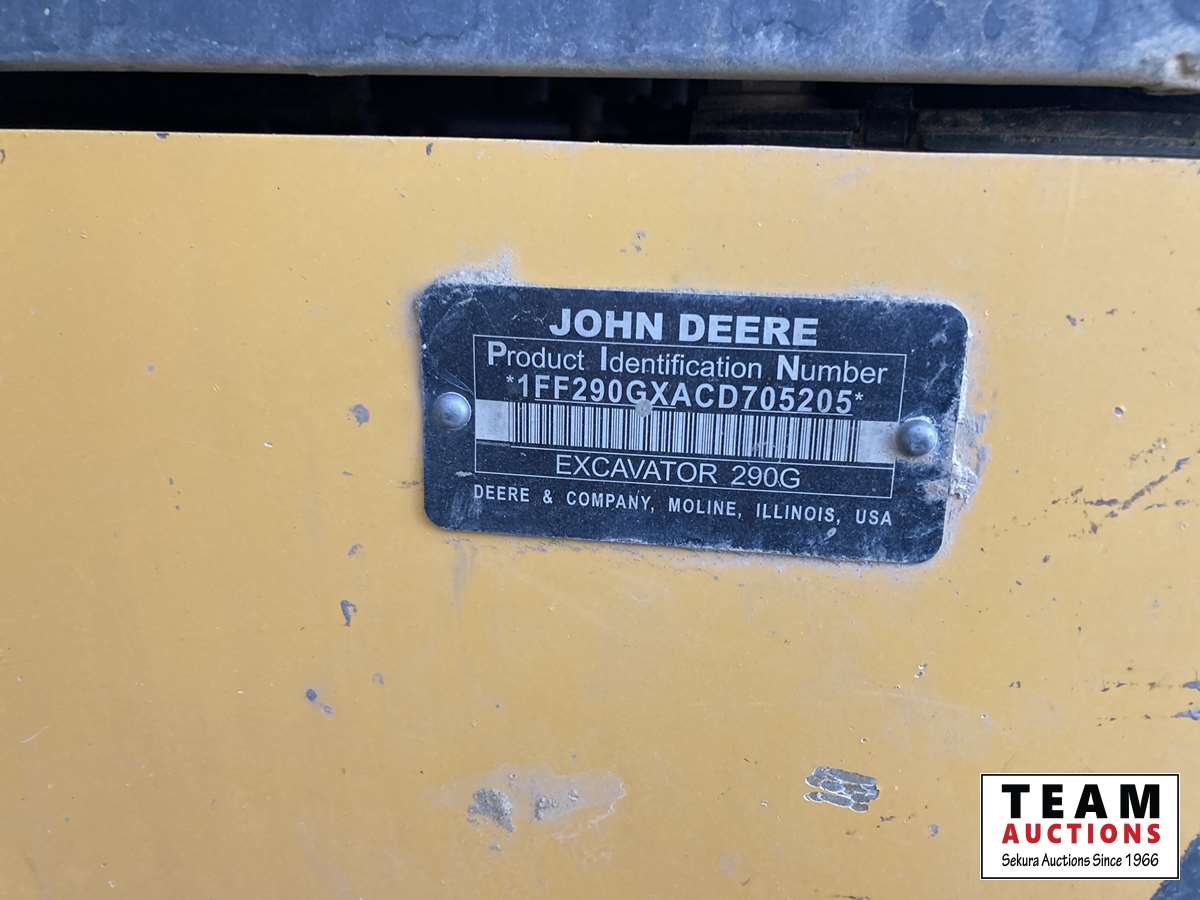 JOHN DEERE
Product Identification Number
*1FF290GXACD705205*
EXCAVATOR 290G
DEERE & COMPANY, MOLINE, ILLINOIS, USA
TEAM
AUCTIONS
Sekura Auctions Since 1966